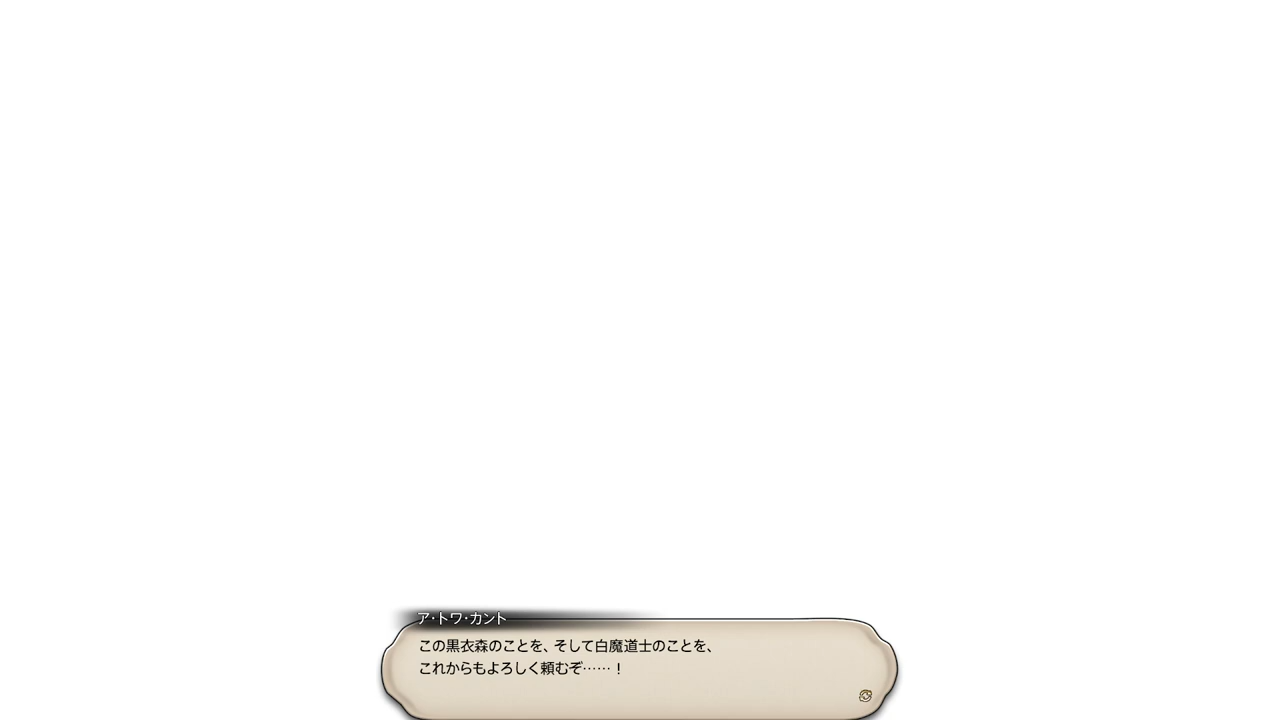 ア・トワ・カント
この黒衣森のことを、そして白魔道士のことを、
これからもよろしく頼むぞ……！